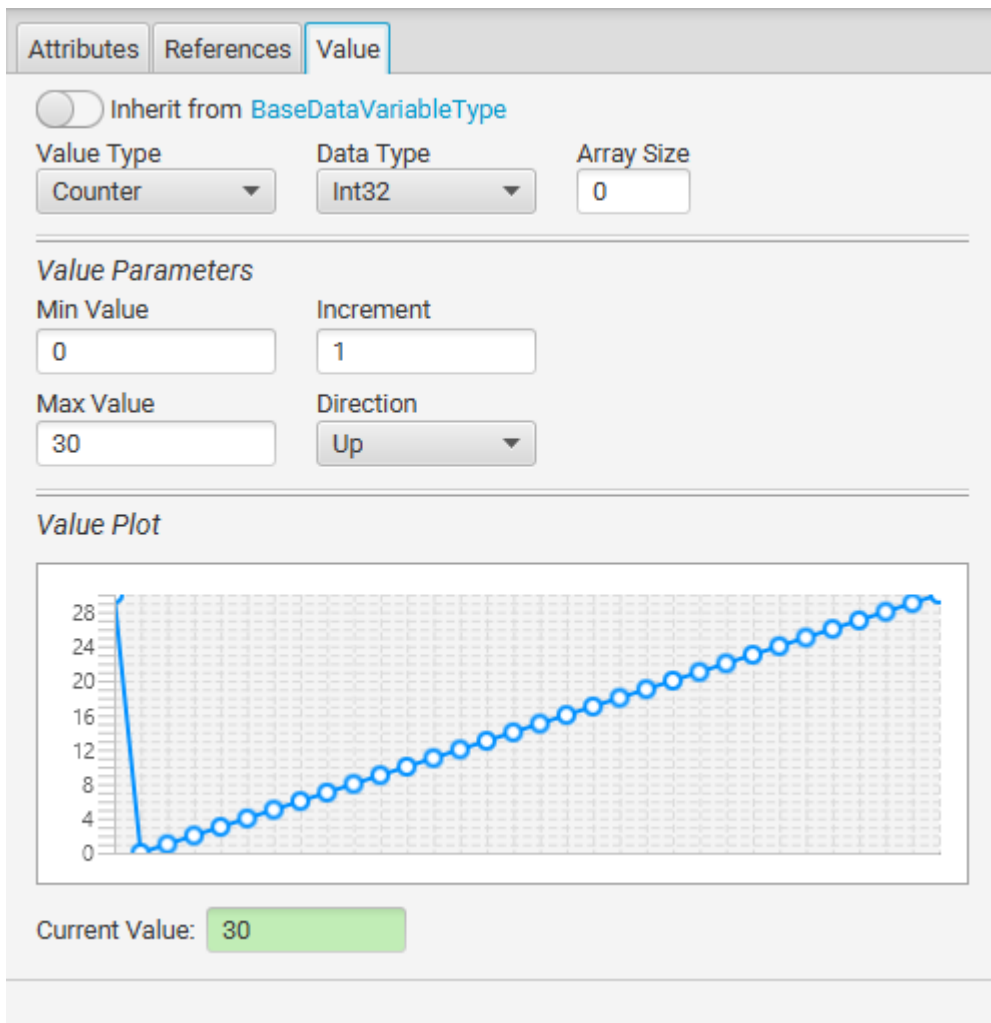 Attributes References Value
Inherit from BaseDataVariableType
Value Type Data Type Array Size
Counter Int32 0
Value Parameters
Min Value Increment
0 1
Max Value Direction
30 Up
Value Plot
28
24
20
16
12
8
4
0
Current Value: 30